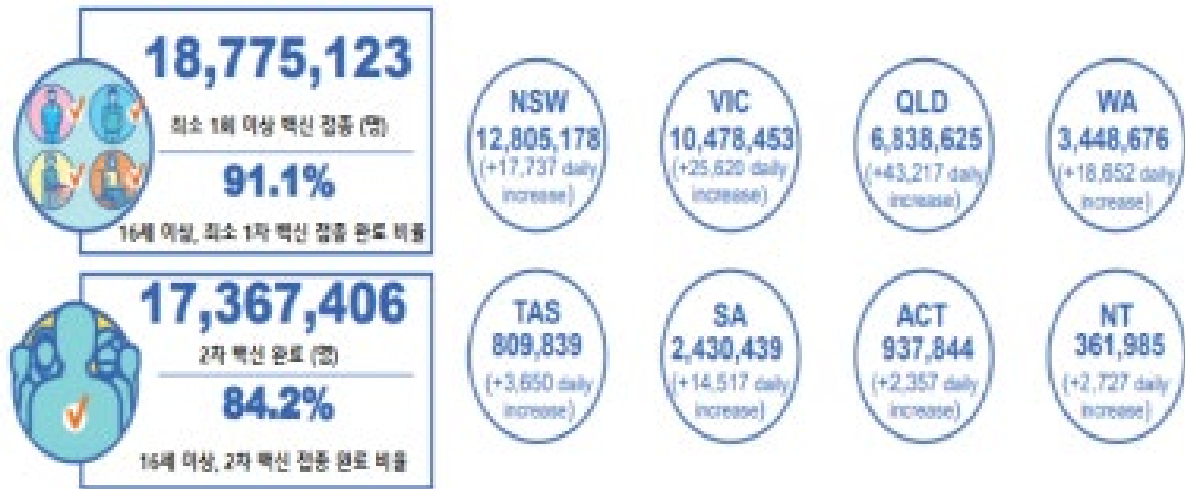 18,775,123
최소 1회 이상 백신 접종 (명)
91.1%
16세 이상, 최소 1차 백신 접종 완료 비율
17,367,406
2차 백신 완료 (명)
84.2%
16세 이상, 2차 백신 접종 완료 비율
NSW
12,805,178
(+17,737 daily
increase)
VIC
10,478,453
(+25,620 daily
increase)
QLD
6,838,625
(+43,217 daily
increase)
WA
3,448,676
(+18,652 daily
increase)
TAS
809,839
(+3,650 daily
increase)
SA
2,430,439
(+14,517 daily
increase)
ACT
937,844
(+2,357 daily
increase)
NT
361,985
(+2,727 daily
increase)